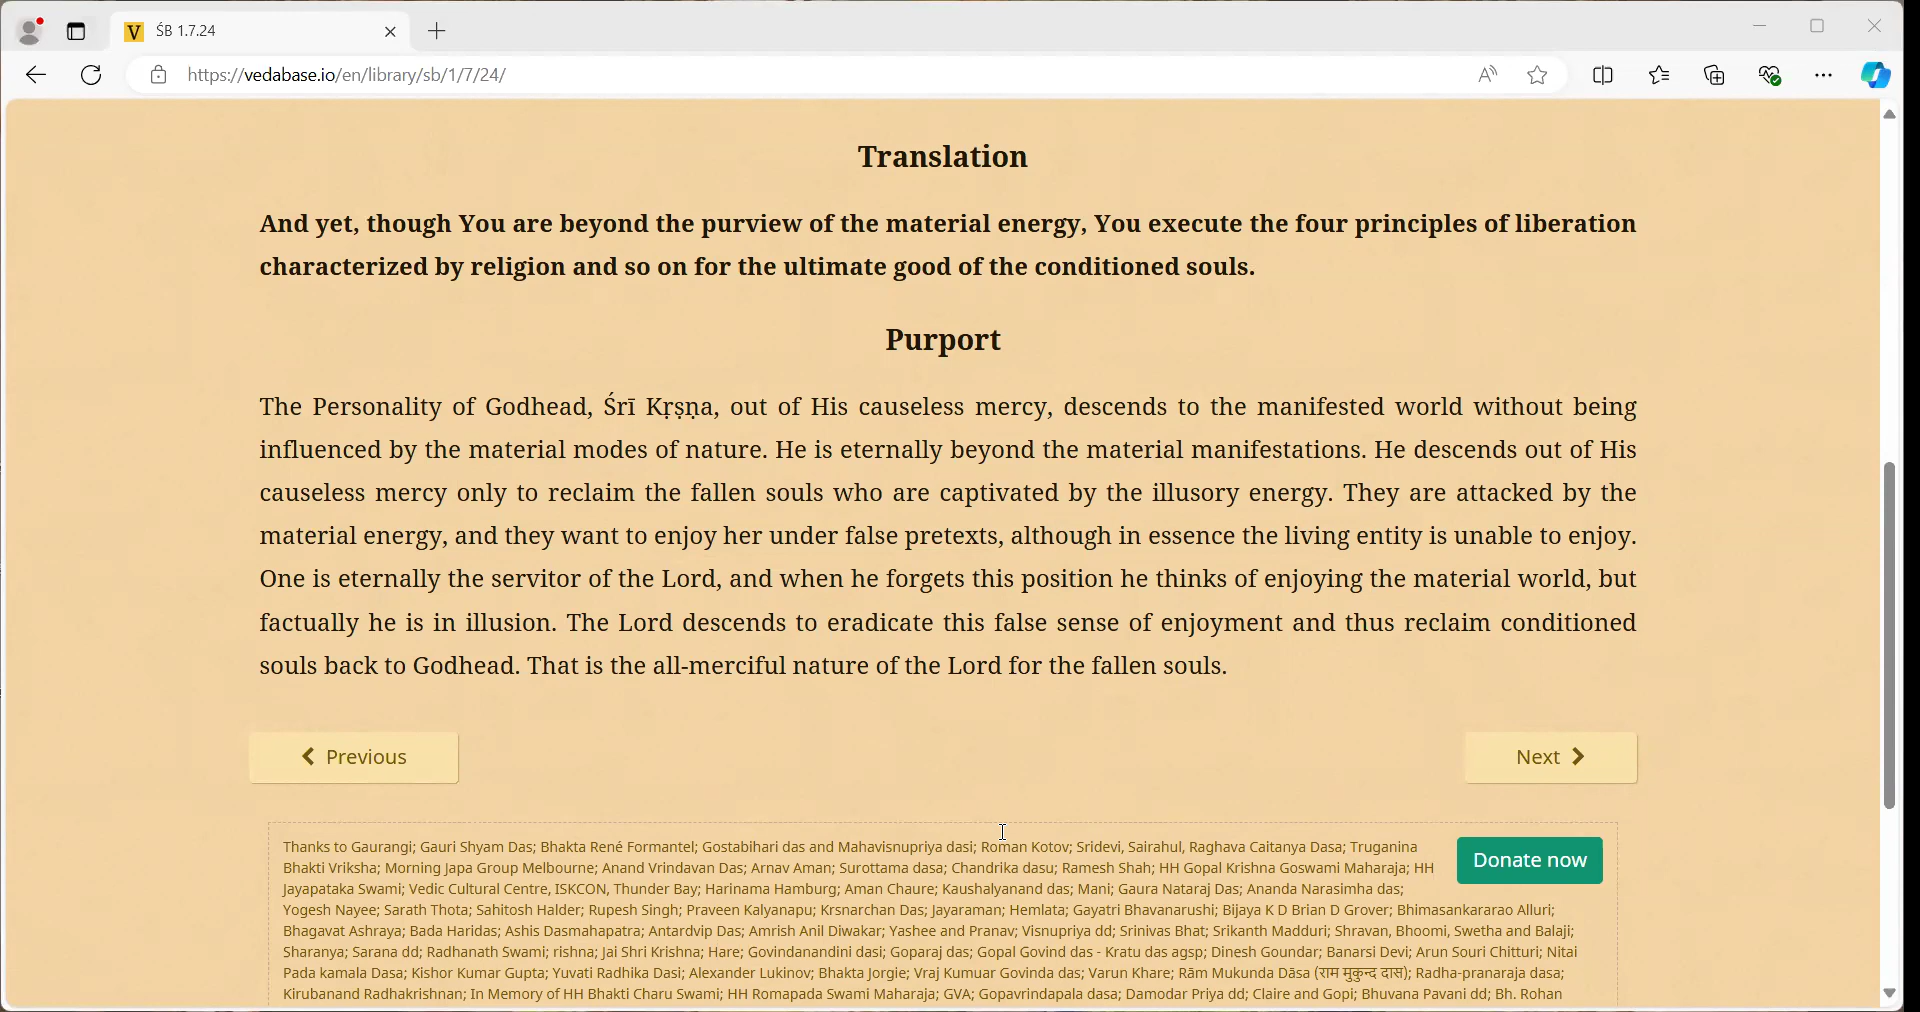 ŚB 1.7.24
https://vedabase.io/en/library/sb/1/7/24/
Translation
And yet, though You are beyond the purview of the material energy, You execute the four principles of liberation
characterized by religion and so on for the ultimate good of the conditioned souls.
Purport
The Personality of Godhead, Śrī Kṛṣṇa, out of His causeless mercy, descends to the manifested world without being
influenced by the material modes of nature. He is eternally beyond the material manifestations. He descends out of His
causeless mercy only to reclaim the fallen souls who are captivated by the illusory energy. They are attacked by the
material energy, and they want to enjoy her under false pretexts, although in essence the living entity is unable to enjoy.
One is eternally the servitor of the Lord, and when he forgets this position he thinks of enjoying the material world, but
factually he is in illusion. The Lord descends to eradicate this false sense of enjoyment and thus reclaim conditioned
souls back to Godhead. That is the all-merciful nature of the Lord for the fallen souls.
Previous
Next
Thanks to Gaurangi; Gauri Shyam Das; Bhakta René Formantel; Gostabihari das and Mahavisnupriya dasi; Roman Kotov; Sridevi, Sairahul, Raghava Caitanya Dasa; Truganina
Bhakti Vriksha; Morning Japa Group Melbourne; Anand Vrindavan Das; Arnav Aman; Surottama dasa; Chandrika dasu; Ramesh Shah; HH Gopal Krishna Goswami Maharaja; HH
Jayapataka Swami; Vedic Cultural Centre, ISKCON, Thunder Bay; Harinama Hamburg; Aman Chaure; Kaushalyanand das; Mani; Gaura Nataraj Das; Ananda Narasimha das;
Yogesh Nayee; Sarath Thota; Sahitosh Halder; Rupesh Singh; Praveen Kalyanapu; Krsnarchan Das; Jayaraman; Hemlata; Gayatri Bhavanarushi; Bijaya K D Brian D Grover; Bhimasankararao Alluri;
Bhagavat Ashraya; Bada Haridas; Ashis Dasmahapatra; Antardvip Das; Amrish Anil Diwakar; Yashee and Pranav; Visnupriya dd; Srinivas Bhat; Srikanth Madduri; Shravan, Bhoomi, Swetha and Balaji;
Sharanya; Sarana dd; Radhanath Swami; rishna; Jai Shri Krishna; Hare; Govindanandini dasi; Goparaj das; Gopal Govind das - Kratu das agsp; Dinesh Goundar; Banarsi Devi; Arun Souri Chitturi; Nitai
Pada kamala Dasa; Kishor Kumar Gupta; Yuvati Radhika Dasi; Alexander Lukinov; Bhakta Jorgie; Vraj Kumuar Govinda das; Varun Khare; Rām Mukunda Dāsa (राम मुकुन्द दास); Radha-pranaraja dasa;
Kirubanand Radhakrishnan; In Memory of HH Bhakti Charu Swami; HH Romapada Swami Maharaja; GVA; Gopavrindapala dasa; Damodar Priya dd; Claire and Gopi; Bhuvana Pavani dd; Bh. Rohan
Donate now